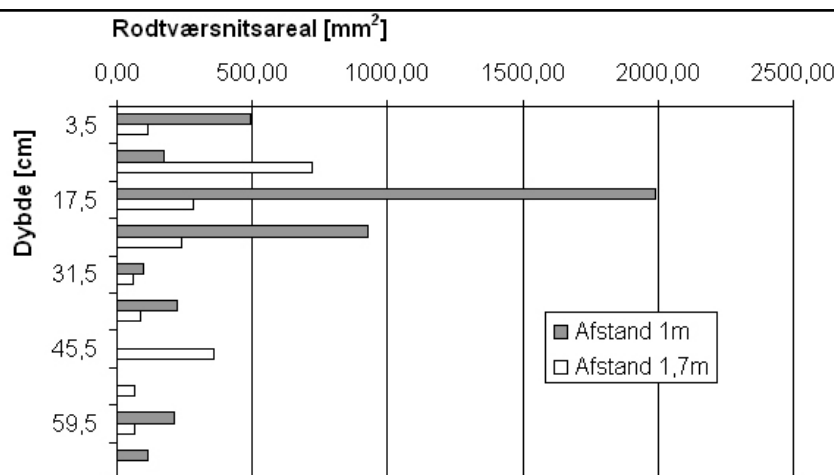 Rodtværsnitsareal [mm²]
0,00 500,00 1000,00 1500,00 2000,00 2500,00
Dybde [cm]
3,5
17,5
31,5
45,5
59,5
Afstand 1m
Afstand 1,7m